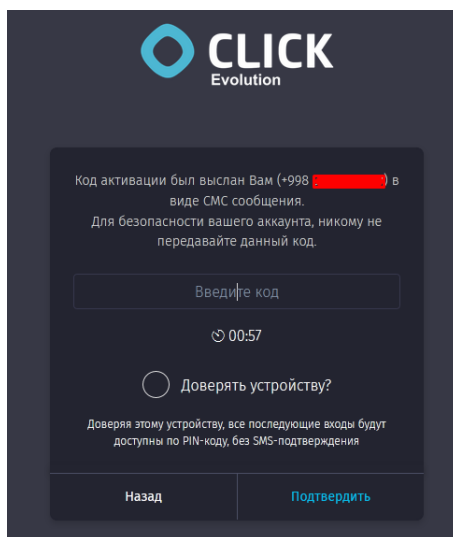 CLICK
Evolution
Код активации был выслан Вам (+998 ) в
виде СМС сообщения.
Для безопасности вашего аккаунта, никому не
передавайте данный код.
Введите код
00:57
Доверять устройству?
Доверяя этому устройству, все последующие входы будут
доступны по PIN-коду, без SMS-подтверждения
Назад
Подтвердить